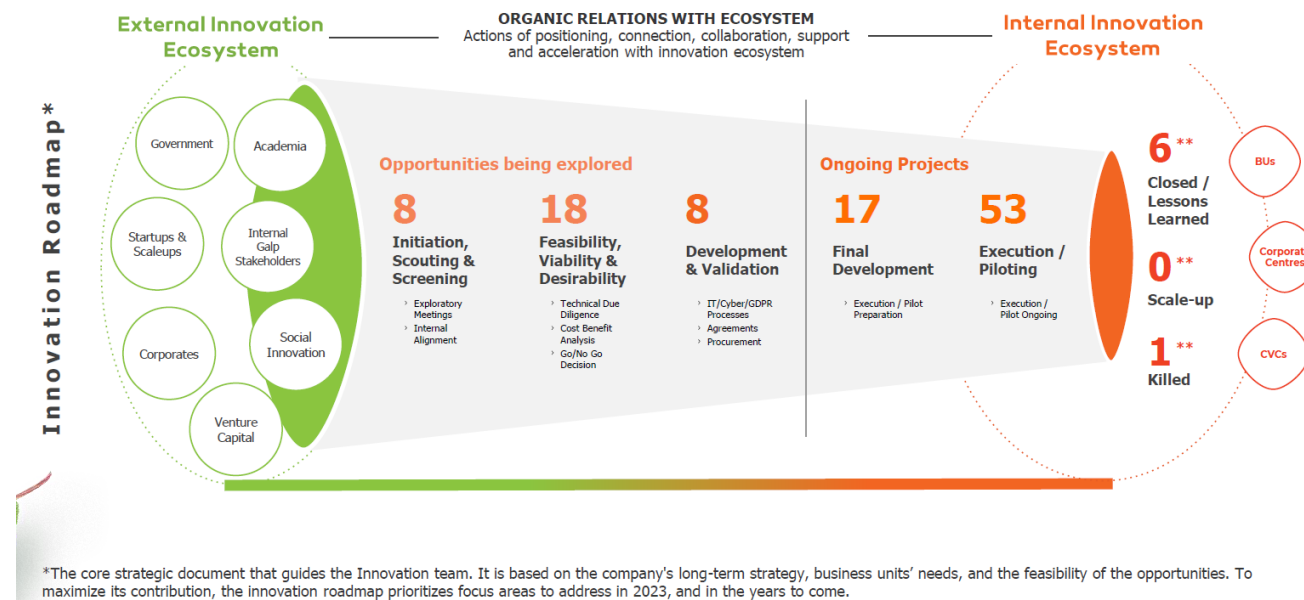 External Innovation
Ecosystem
ORGANIC RELATIONS WITH ECOSYSTEM
Actions of positioning, connection, collaboration, support
and acceleration with innovation ecosystem
Internal Innovation
Ecosystem
Innovation Roadmap*
Government
Academia
Startups &
Scaleups
Internal
Galp
Stakeholders
Corporates
Social
Innovation
Venture
Capital
Opportunities being explored
8
Initiation,
Scouting &
Screening
› Exploratory
Meetings
› Internal
Alignment
18
Feasibility,
Viability &
Desirability
› Technical Due
Diligence
› Cost Benefit
Analysis
› Go/No Go
Decision
8
Development
& Validation
› IT/Cyber/GDPR
Processes
› Agreements
› Procurement
Ongoing Projects
17
Final
Development
› Execution / Pilot
Preparation
53
Execution /
Piloting
› Execution /
Pilot Ongoing
6**
Closed /
Lessons
Learned
0**
Scale-up
1**
Killed
BUs
Corporat
Centres
CVCs
*The core strategic document that guides the Innovation team. It is based on the company's long-term strategy, business units’ needs, and the feasibility of the opportunities. To
maximize its contribution, the innovation roadmap prioritizes focus areas to address in 2023, and in the years to come.